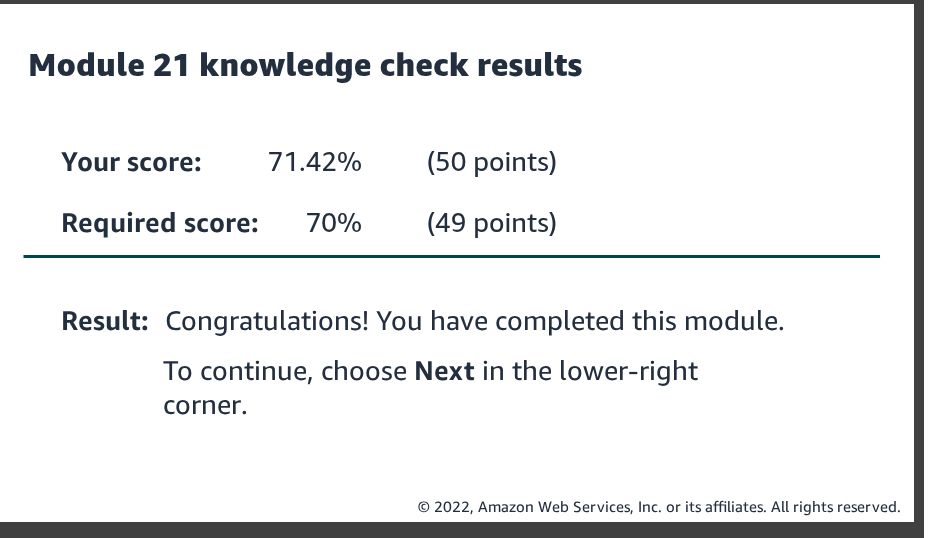 Module 21 knowledge check results
Your score: 71.42% (50 points)
Required score: 70% (49 points)
Result: Congratulations! You have completed this module.
To continue, choose Next in the lower-right
corner.
© 2022, Amazon Web Services, Inc. or its affiliates. All rights reserved.